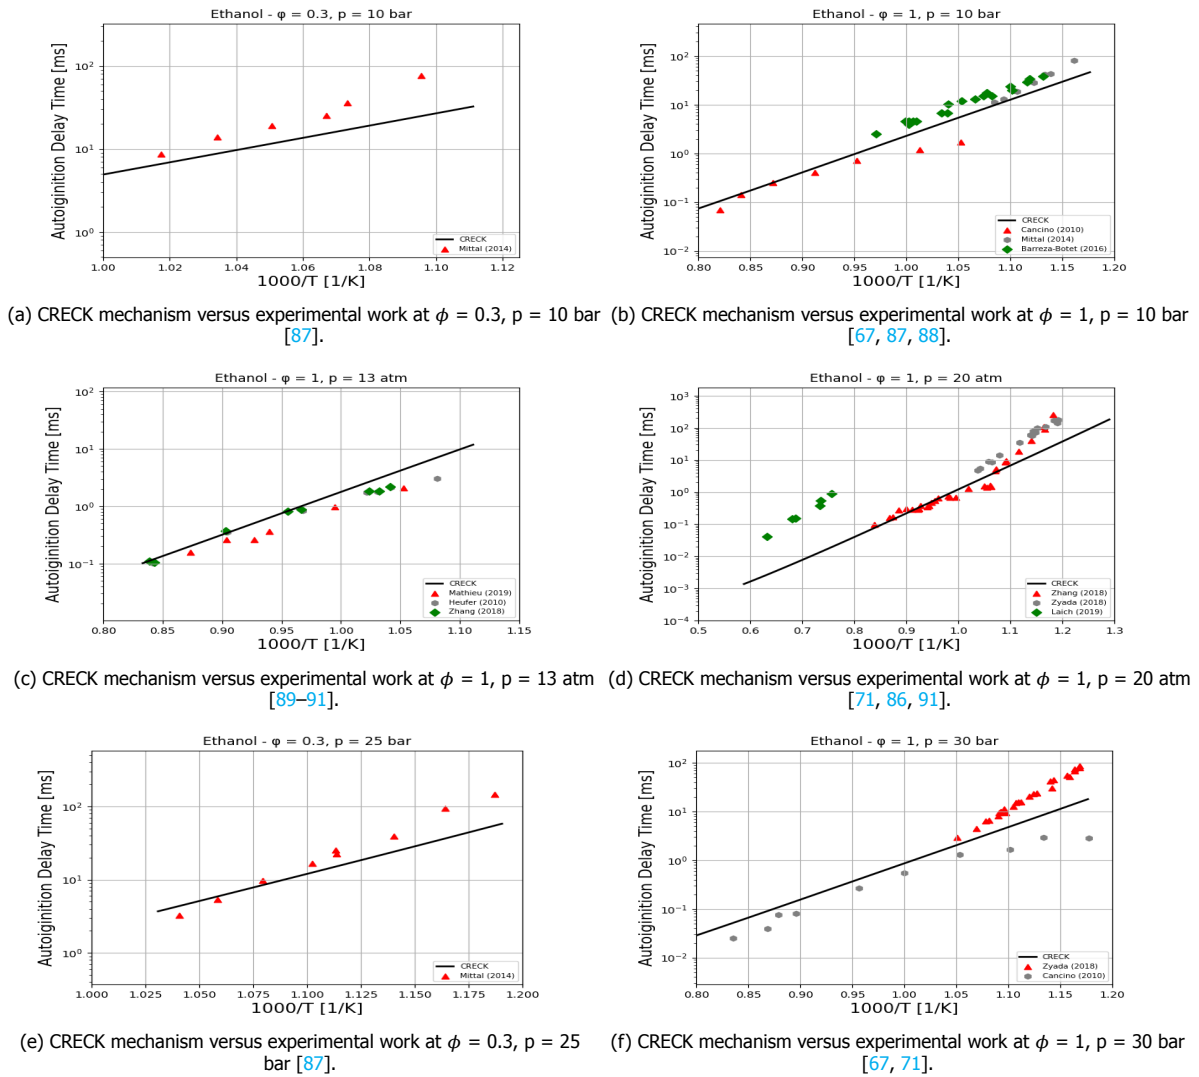 Ethanol - φ = 0.3, p = 10 bar
Autoiginition Delay Time [ms]
10²
10¹
10⁰
CRECK
Mittal (2014)
1.00 1.02 1.04 1.06 1.08 1.10 1.12
1000/T [1/K]
(a) CRECK mechanism versus experimental work at ϕ = 0.3, p = 10 bar
[87].
Ethanol - φ = 1, p = 10 bar
Autoiginition Delay Time [ms]
10²
10¹
10⁰
10⁻¹
10⁻²
CRECK
Cancino (2010)
Mittal (2014)
Barreza-Botet (2016)
0.80 0.85 0.90 0.95 1.00 1.05 1.10 1.15 1.20
1000/T [1/K]
(b) CRECK mechanism versus experimental work at ϕ = 1, p = 10 bar
[67, 87, 88].
Ethanol - φ = 1, p = 13 atm
Autoiginition Delay Time [ms]
10²
10¹
10⁰
10⁻¹
CRECK
Mathieu (2019)
Heufer (2010)
Zhang (2018)
0.80 0.85 0.90 0.95 1.00 1.05 1.10 1.15
1000/T [1/K]
(c) CRECK mechanism versus experimental work at ϕ = 1, p = 13 atm
[89–91].
Ethanol - φ = 1, p = 20 atm
Autoiginition Delay Time [ms]
10³
10²
10¹
10⁰
10⁻¹
10⁻²
10⁻³
10⁻⁴
CRECK
Zhang (2018)
Zyada (2018)
Laich (2019)
0.5 0.6 0.7 0.8 0.9 1.0 1.1 1.2 1.3
1000/T [1/K]
(d) CRECK mechanism versus experimental work at ϕ = 1, p = 20 atm
[71, 86, 91].
Ethanol - φ = 0.3, p = 25 bar
Autoiginition Delay Time [ms]
10²
10¹
10⁰
CRECK
Mittal (2014)
1.000 1.025 1.050 1.075 1.100 1.125 1.150 1.175 1.200
1000/T [1/K]
(e) CRECK mechanism versus experimental work at ϕ = 0.3, p = 25
bar [87].
Ethanol - φ = 1, p = 30 bar
Autoiginition Delay Time [ms]
10²
10¹
10⁰
10⁻¹
10⁻²
CRECK
Zyada (2018)
Cancino (2010)
0.80 0.85 0.90 0.95 1.00 1.05 1.10 1.15 1.20
1000/T [1/K]
(f) CRECK mechanism versus experimental work at ϕ = 1, p = 30 bar
[67, 71].